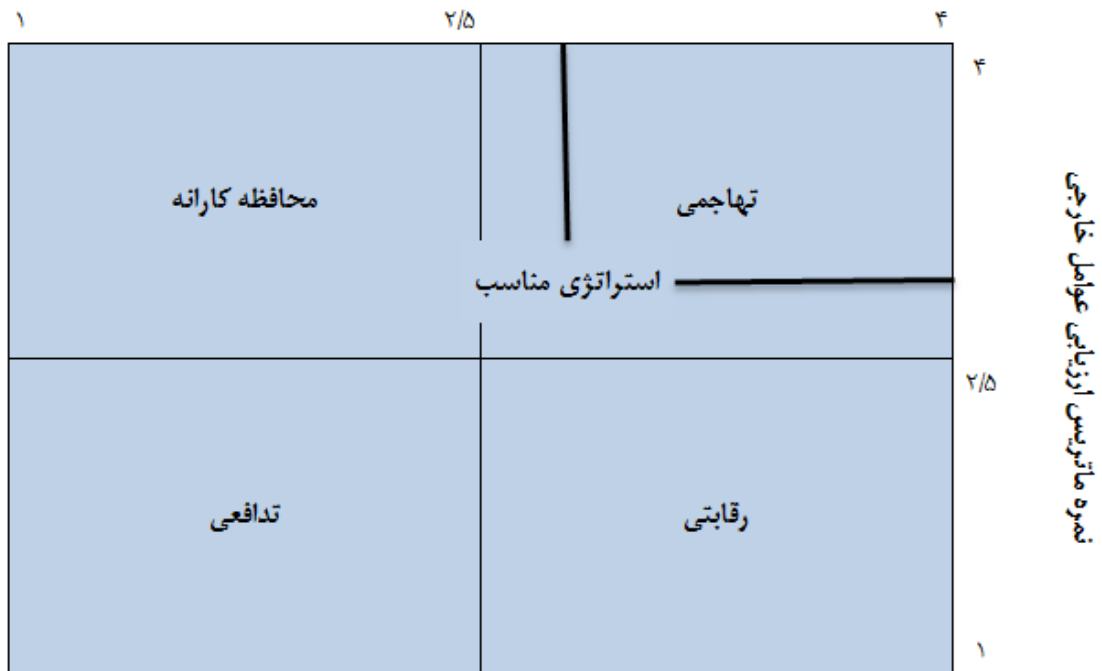 ۱
۲/۵
۴
۴
محافظه کارانه
تهاجمی
استراتژی مناسب
۲/۵
تدافعی
رقابتی
۱
نمره ماتریس ارزیابی عوامل خارجی